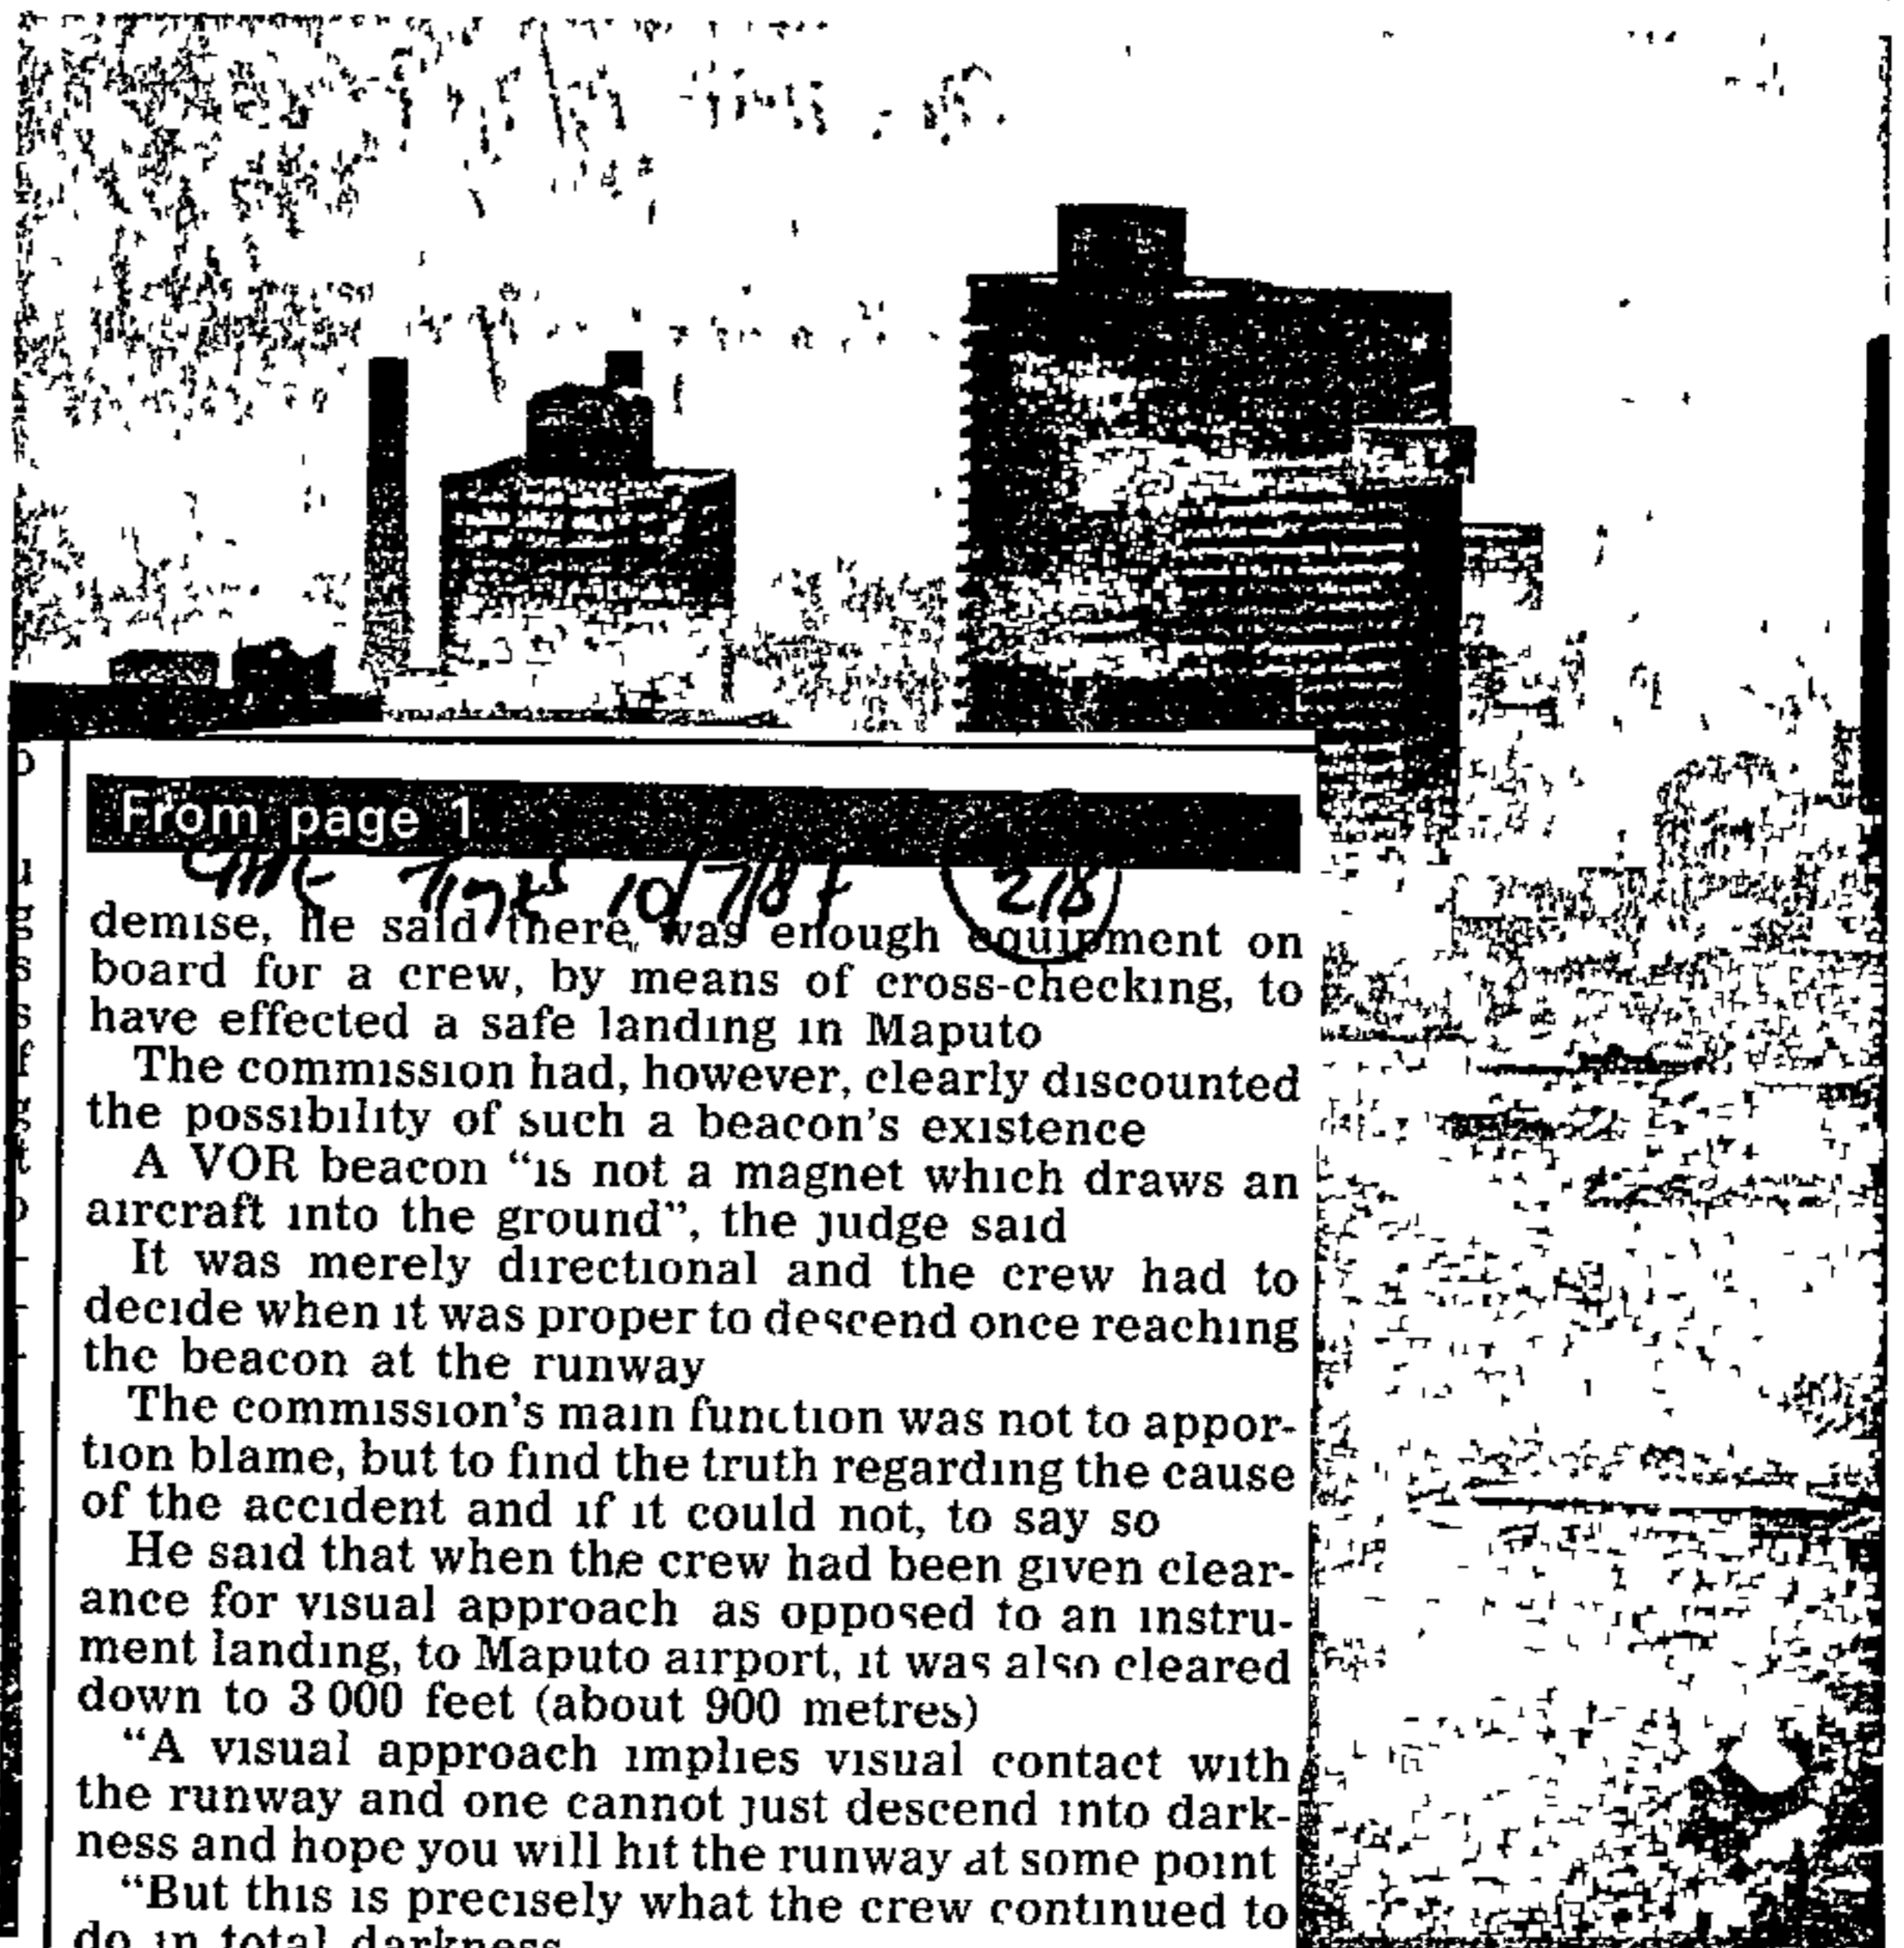 From page 1
10/7/87 218
demise, he said there was enough equipment on
board for a crew, by means of cross-checking, to
have effected a safe landing in Maputo
The commission had, however, clearly discounted
the possibility of such a beacon's existence
A VOR beacon “is not a magnet which draws an
aircraft into the ground”, the judge said
It was merely directional and the crew had to
decide when it was proper to descend once reaching
the beacon at the runway
The commission's main function was not to appor-
tion blame, but to find the truth regarding the cause
of the accident and if it could not, to say so
He said that when the crew had been given clear-
ance for visual approach as opposed to an instru-
ment landing, to Maputo airport, it was also cleared
down to 3 000 feet (about 900 metres)
“A visual approach implies visual contact with
the runway and one cannot just descend into dark-
ness and hope you will hit the runway at some point
“But this is precisely what the crew continued to
do in total darkness